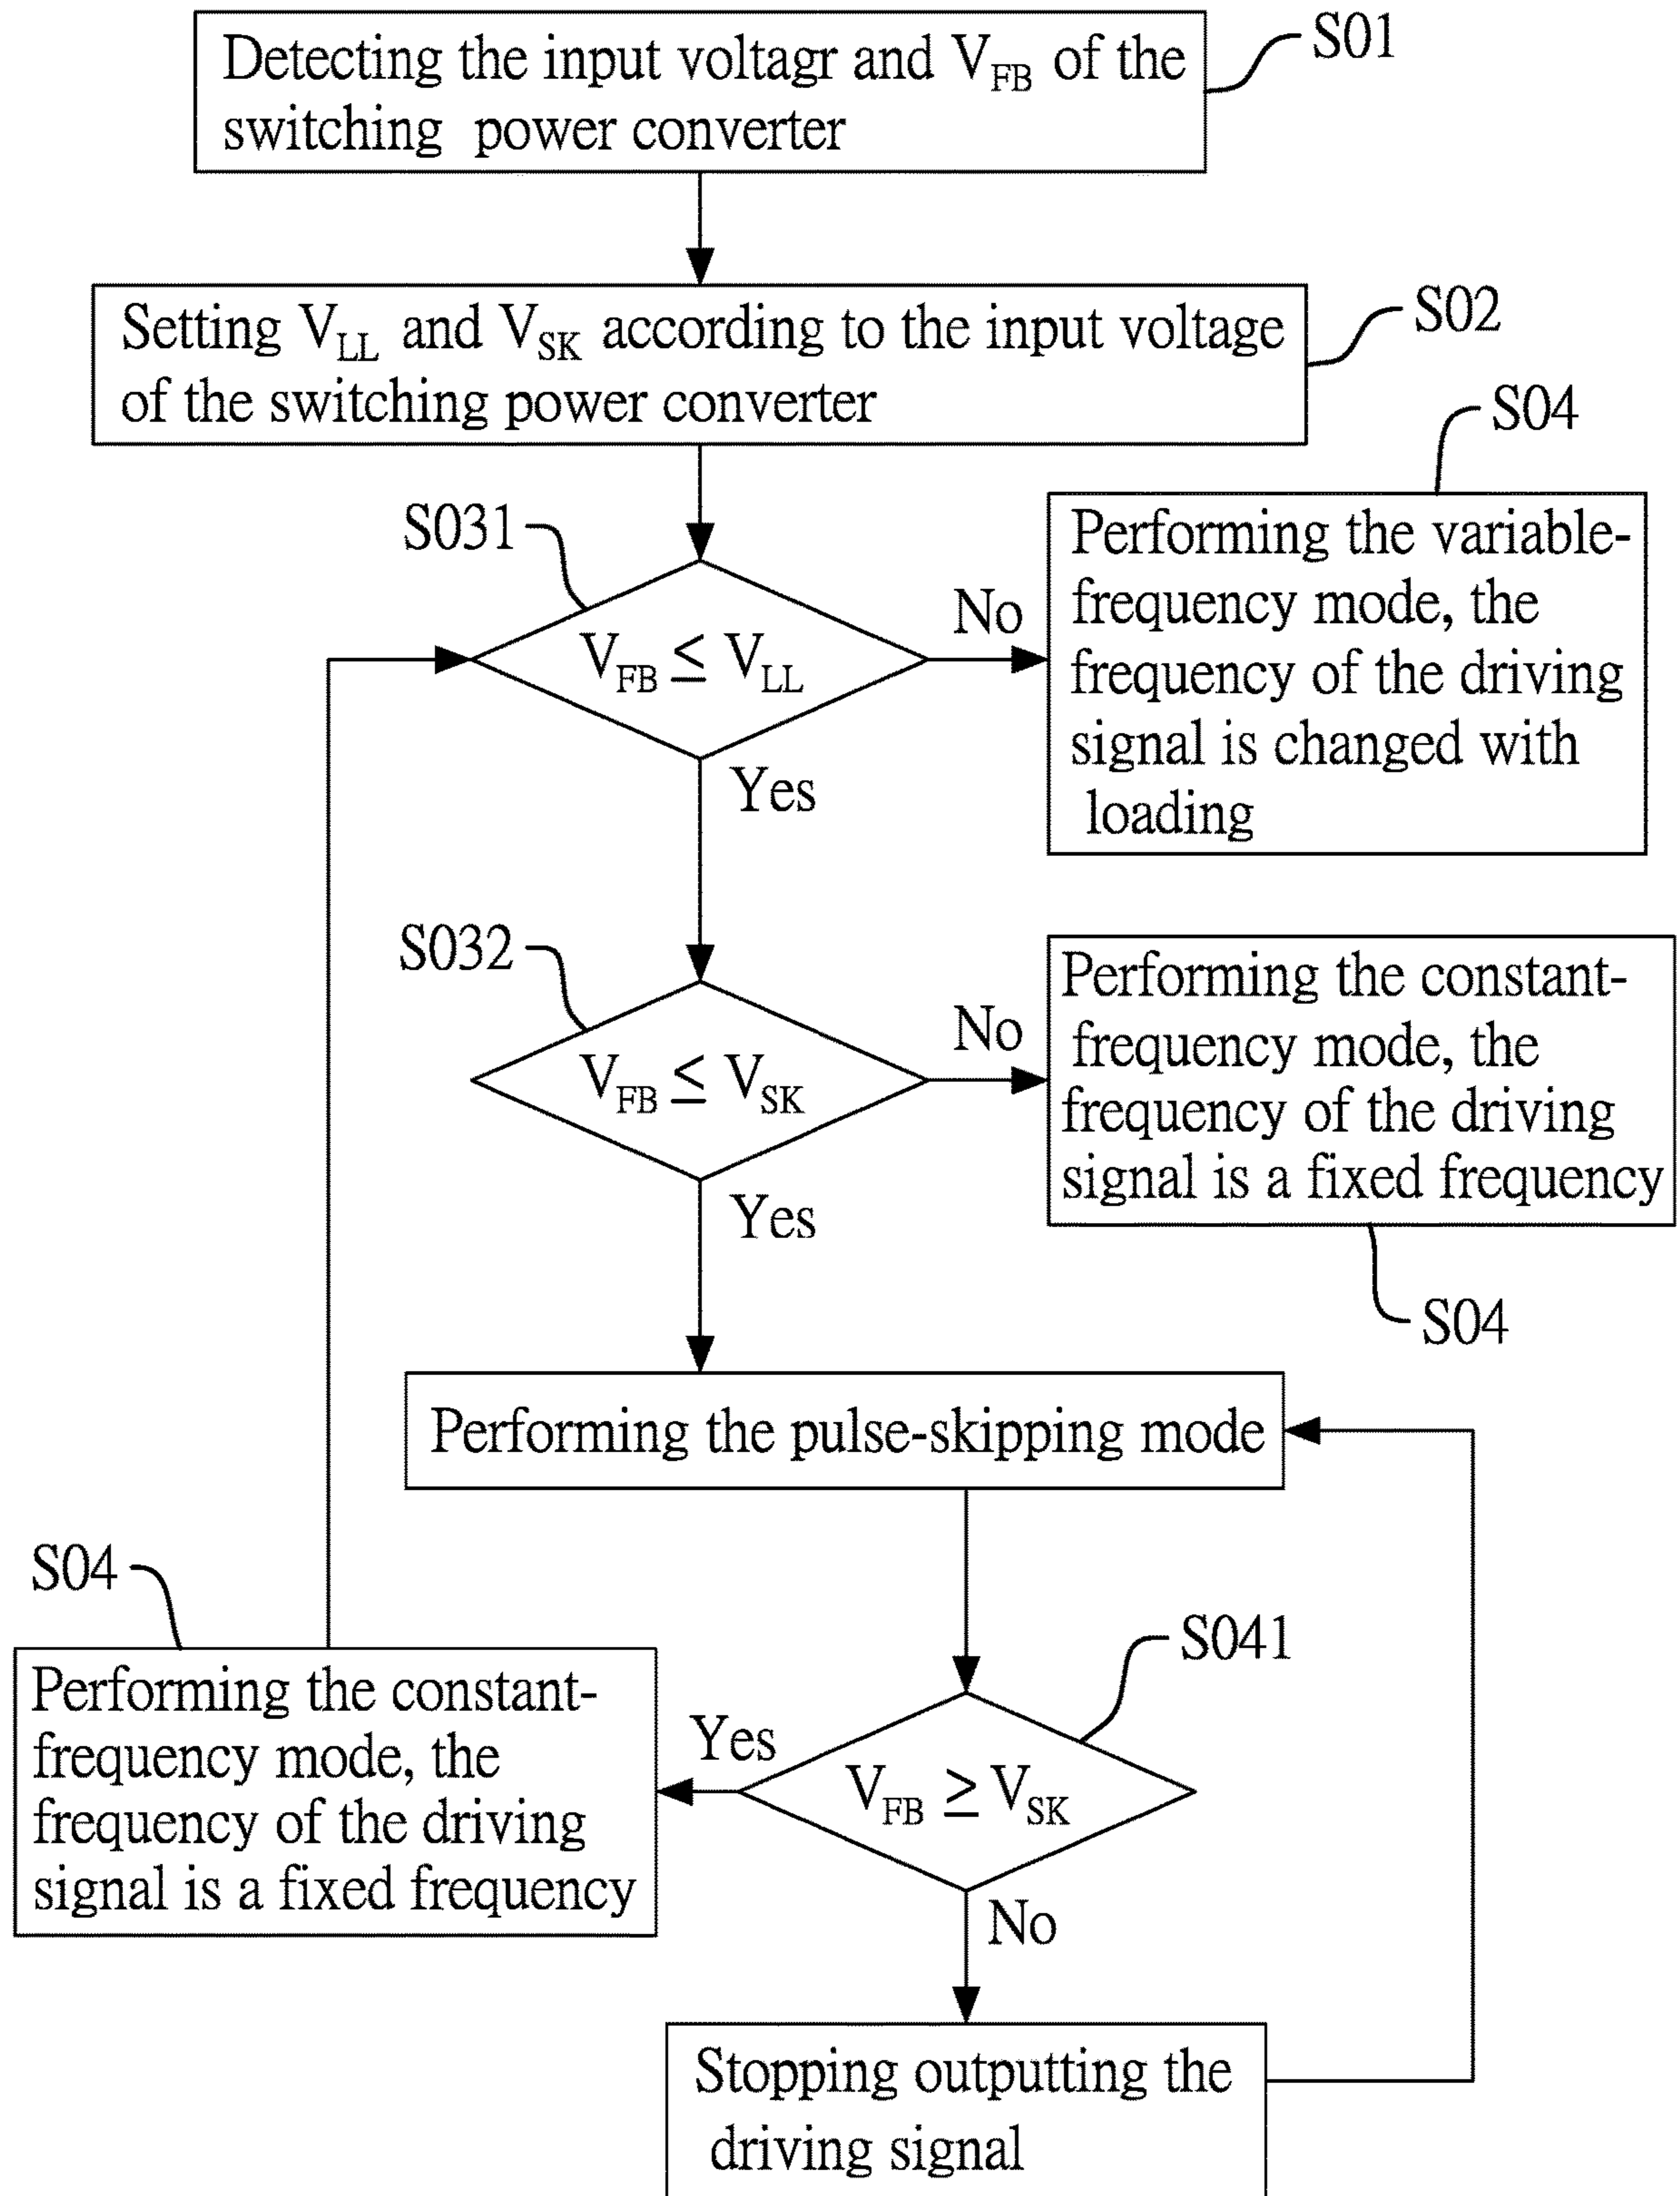 Detecting the input voltagr and V_FB of the
switching power converter
S01
Setting V_LL and V_SK according to the input voltage
of the switching power converter
S02
S031
V_FB ≤ V_LL
No
Yes
S04
Performing the variable-
frequency mode, the
frequency of the driving
signal is changed with
loading
S032
V_FB ≤ V_SK
No
Yes
Performing the constant-
frequency mode, the
frequency of the driving
signal is a fixed frequency
S04
Performing the pulse-skipping mode
S041
V_FB ≥ V_SK
Yes
No
S04
Performing the constant-
frequency mode, the
frequency of the driving
signal is a fixed frequency
Stopping outputting the
driving signal